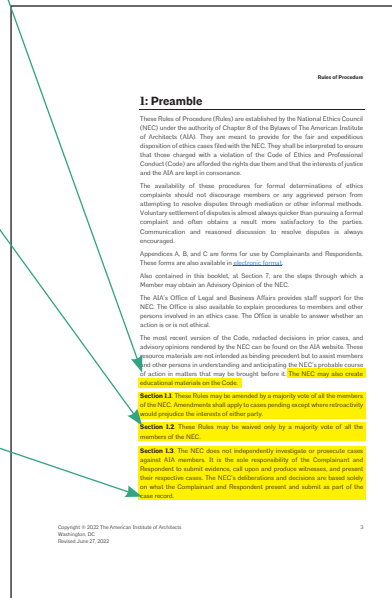 Rules of Procedure
1: Preamble
These Rules of Procedure (Rules) are established by the National Ethics Council
(NEC) under the authority of Chapter 8 of the Bylaws of The American Institute
of Architects (AIA). They are meant to provide for the fair and expeditious
disposition of ethics cases filed with the NEC. They shall be interpreted to ensure
that those charged with a violation of the Code of Ethics and Professional
Conduct (Code) are afforded the rights due them and that the interests of justice
and the AIA are kept in consonance.
The availability of these procedures for formal determinations of ethics
complaints should not discourage members or any aggrieved person from
attempting to resolve disputes through mediation or other informal methods.
Voluntary settlement of disputes is almost always quicker than pursuing a formal
complaint and often obtains a result more satisfactory to the parties.
Communication and reasoned discussion to resolve disputes is always
encouraged.
Appendices A, B, and C are forms for use by Complainants and Respondents.
These forms are also available in electronic format.
Also contained in this booklet, at Section 7, are the steps through which a
Member may obtain an Advisory Opinion of the NEC.
The AIA's Office of Legal and Business Affairs provides staff support for the
NEC. The Office is also available to explain procedures to members and other
persons involved in an ethics case. The Office is unable to answer whether an
action is or is not ethical.
The most recent version of the Code, redacted decisions in prior cases, and
advisory opinions rendered by the NEC can be found on the AIA website. These
resource materials are not intended as binding precedent but to assist members
and other persons in understanding and anticipating the NEC's probable course
of action in matters that may be brought before it. The NEC may also create
educational materials on the Code.
Section 1.1. These Rules may be amended by a majority vote of all the members
of the NEC. Amendments shall apply to cases pending except where retroactivity
would prejudice the interests of either party.
Section 1.2. These Rules may be waived only by a majority vote of all the
members of the NEC.
Section 1.3. The NEC does not independently investigate or prosecute cases
against AIA members. It is the sole responsibility of the Complainant and
Respondent to submit evidence, call upon and produce witnesses, and present
their respective cases. The NEC's deliberations and decisions are based solely
on what the Complainant and Respondent present and submit as part of the
case record.
Copyright © 2022 The American Institute of Architects 3
Washington, DC
Revised June 27, 2022